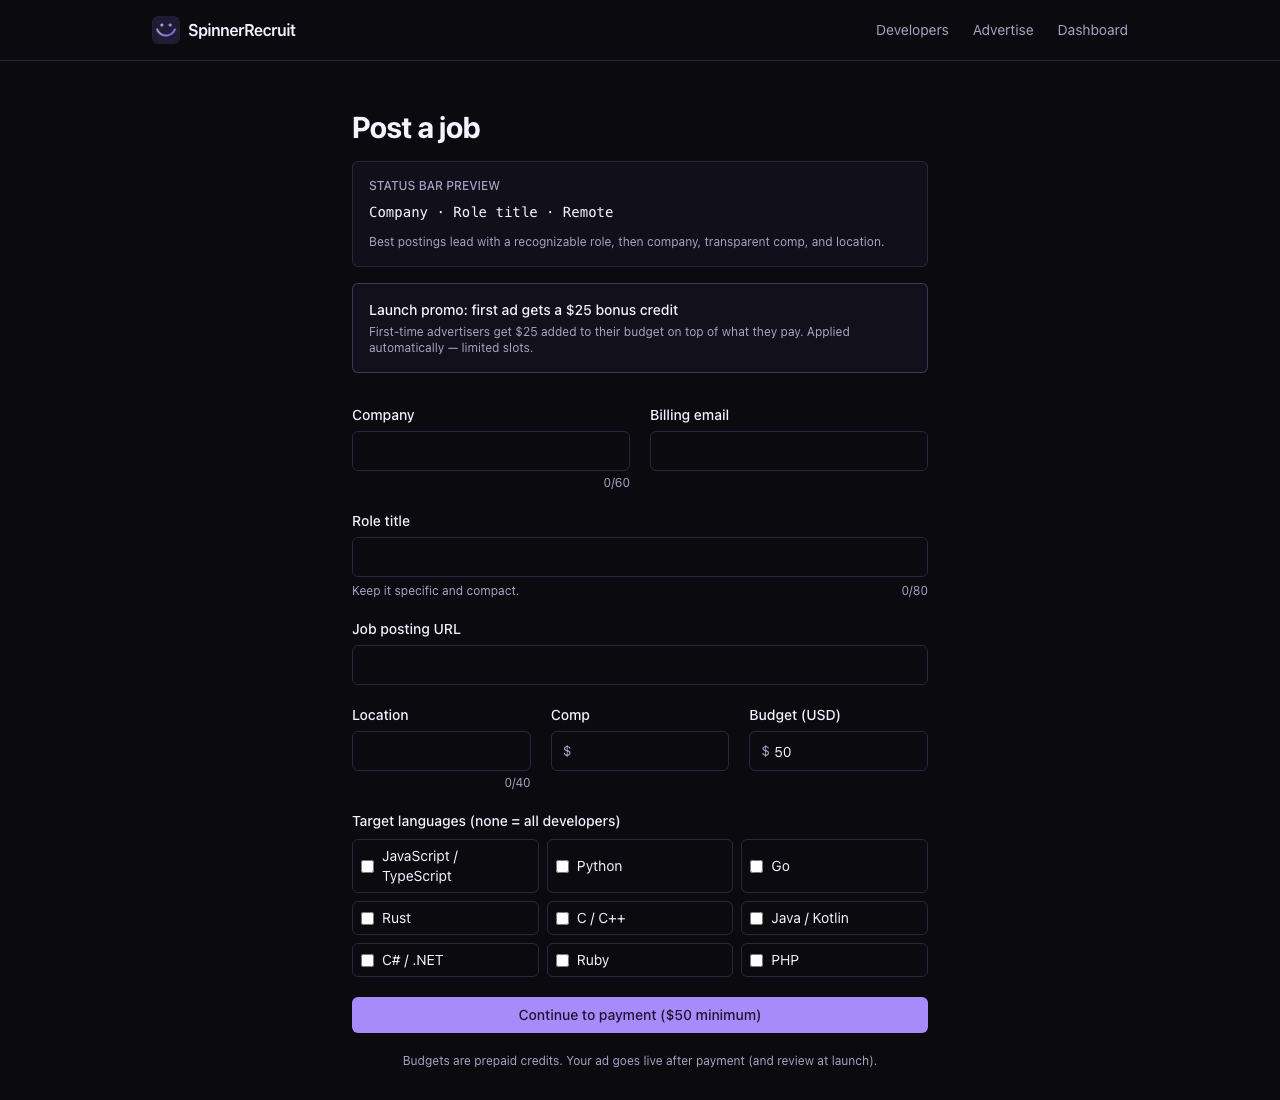 SpinnerRecruit
Developers Advertise Dashboard
Post a job
STATUS BAR PREVIEW
Company · Role title · Remote
Best postings lead with a recognizable role, then company, transparent comp, and location.
Launch promo: first ad gets a $25 bonus credit
First-time advertisers get $25 added to their budget on top of what they pay. Applied
automatically — limited slots.
Company
Billing email
0/60
Role title
Keep it specific and compact.
0/80
Job posting URL
Location
Comp
Budget (USD)
$
$ 50
0/40
Target languages (none = all developers)
JavaScript /
TypeScript
Python
Go
Rust
C / C++
Java / Kotlin
C# / .NET
Ruby
PHP
Continue to payment ($50 minimum)
Budgets are prepaid credits. Your ad goes live after payment (and review at launch).